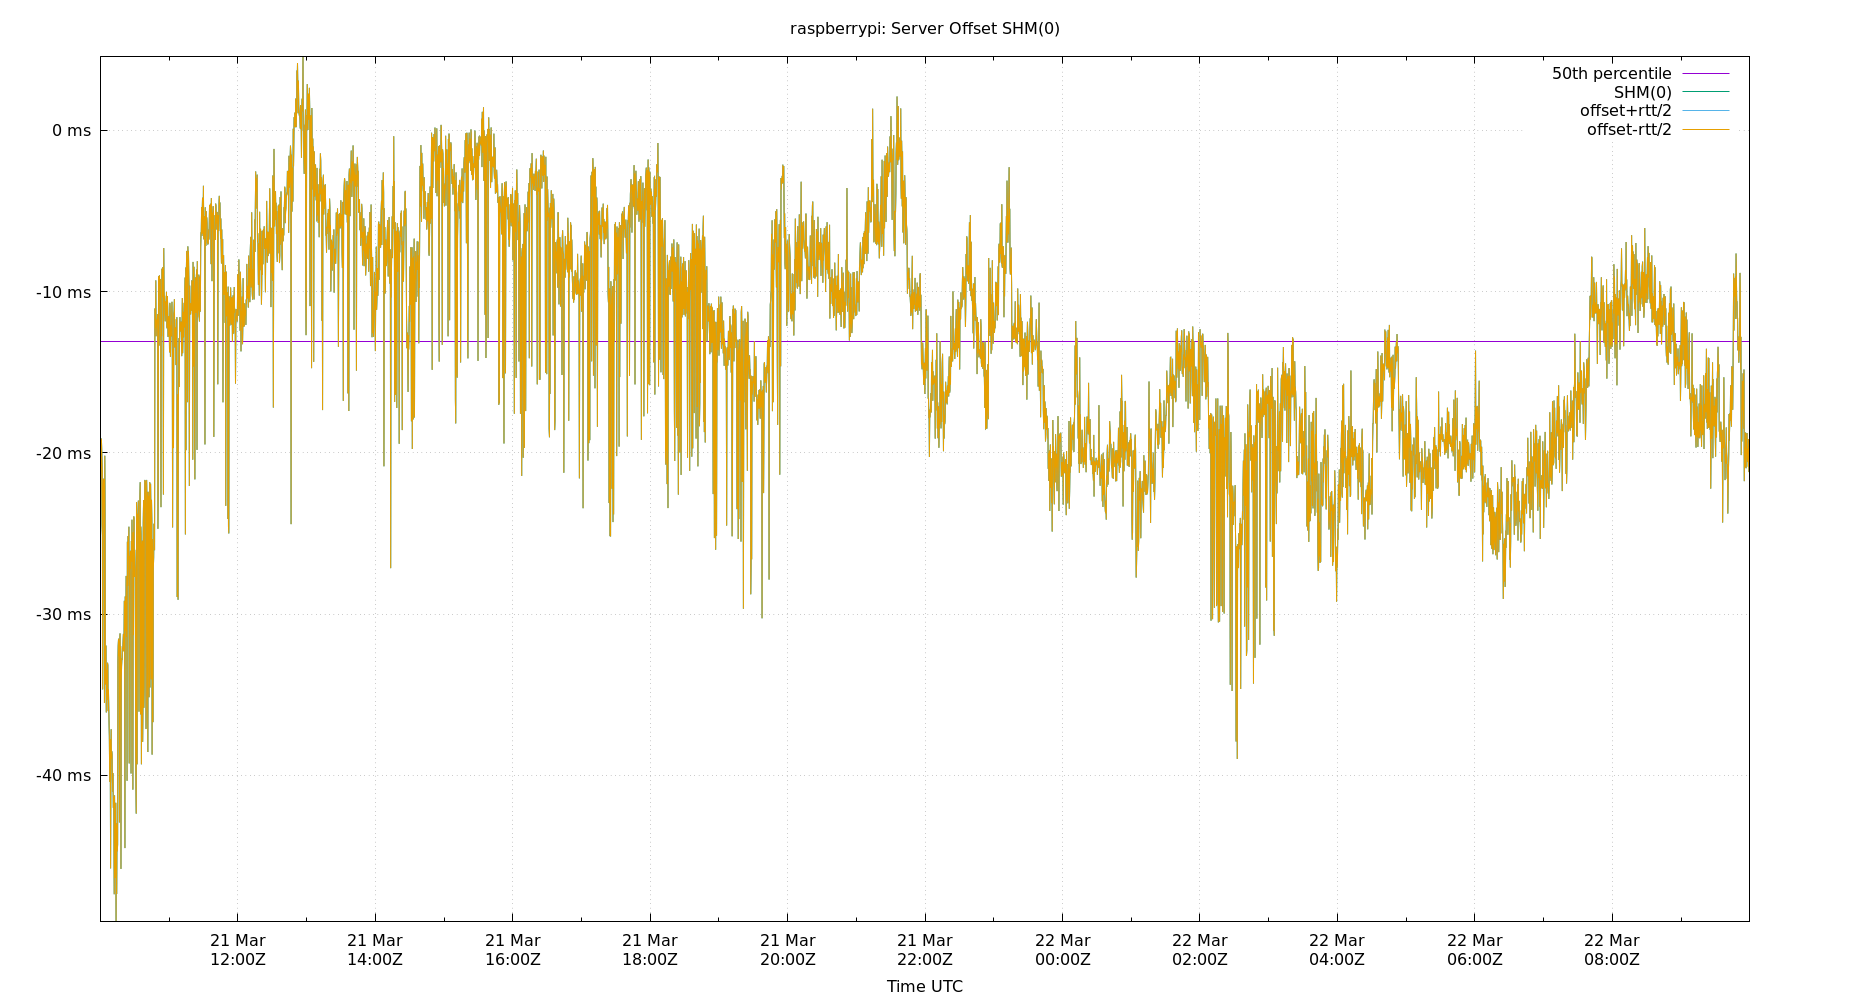 raspberrypi: Server Offset SHM(0)
50th percentile
SHM(0)
offset+rtt/2
offset-rtt/2
0 ms
-10 ms
-20 ms
-30 ms
-40 ms
21 Mar 21 Mar 21 Mar 21 Mar 21 Mar 21 Mar 22 Mar 22 Mar 22 Mar 22 Mar 22 Mar
12:00Z 14:00Z 16:00Z 18:00Z 20:00Z 22:00Z 00:00Z 02:00Z 04:00Z 06:00Z 08:00Z
Time UTC